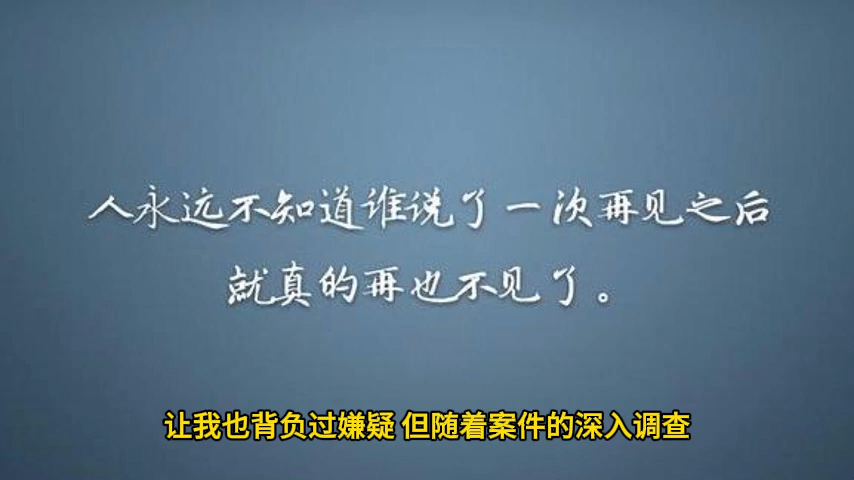 人永远不知道谁说了一次再见之后
就真的再也不见了。
让我也背负过嫌疑 但随着案件的深入调查